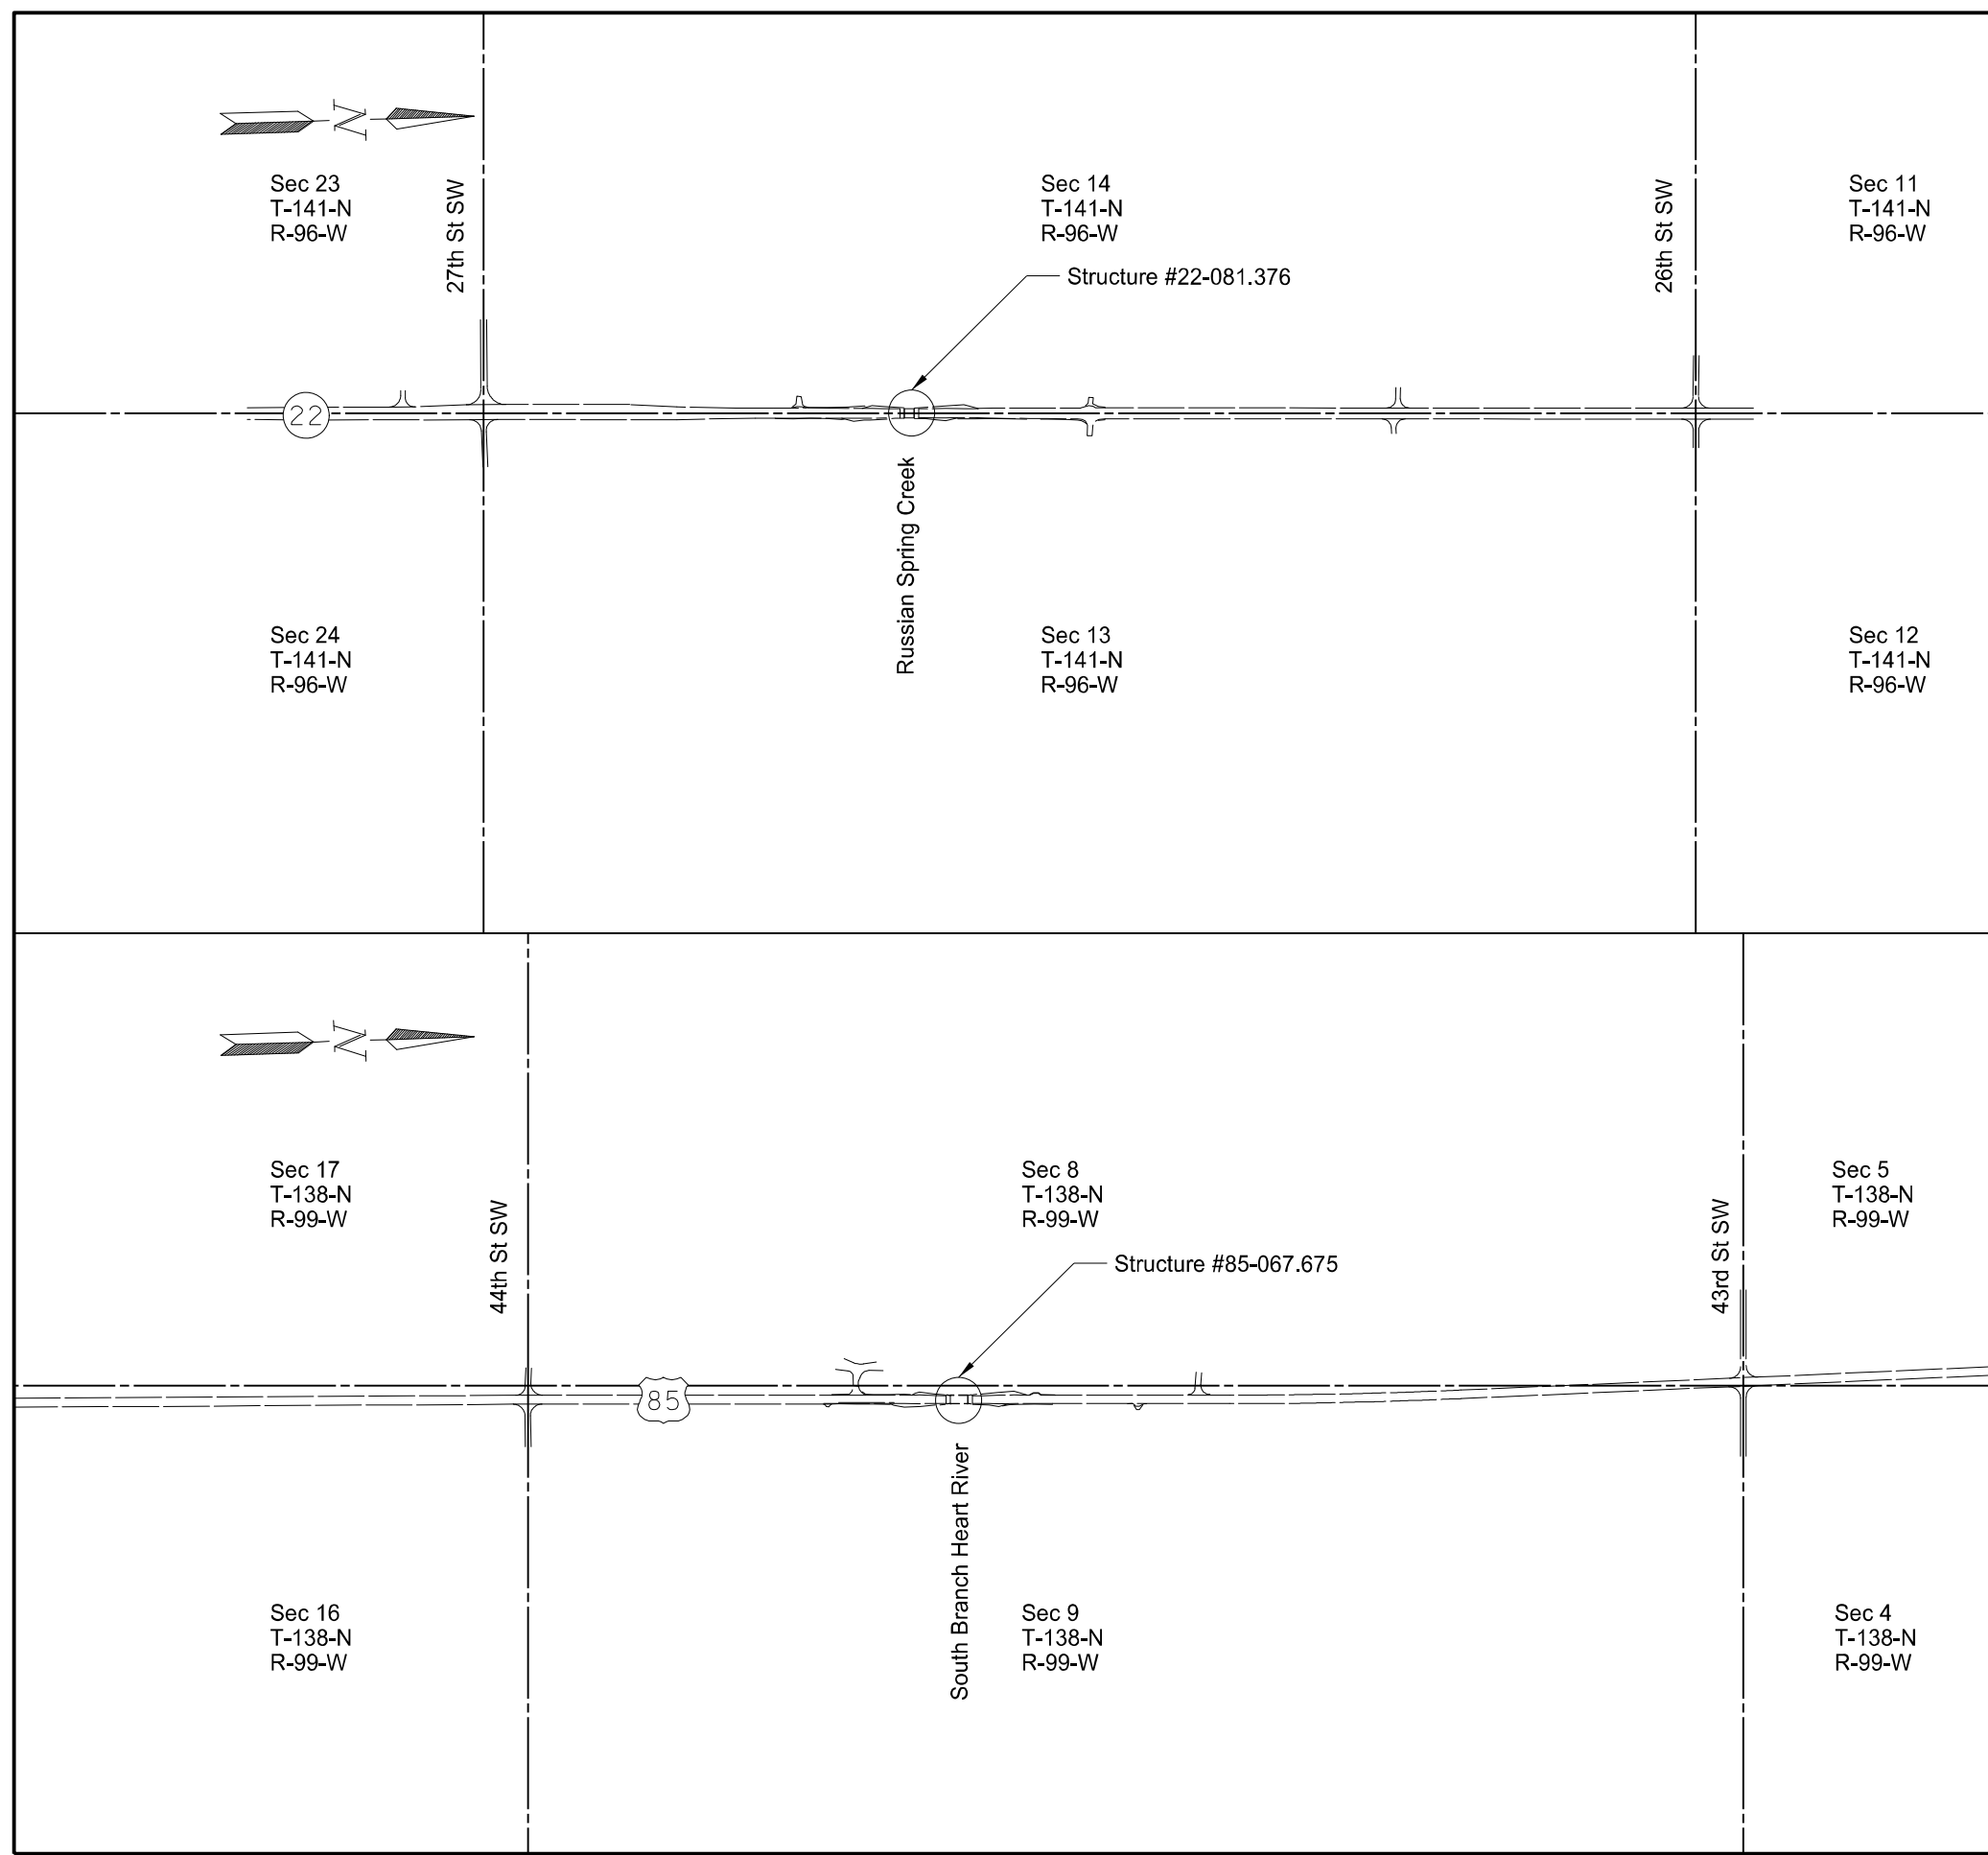 N
Sec 23
T-141-N
R-96-W
27th St SW
Sec 14
T-141-N
R-96-W
26th St SW
Sec 11
T-141-N
R-96-W
Structure #22-081.376
22
Russian Spring Creek
Sec 24
T-141-N
R-96-W
Sec 13
T-141-N
R-96-W
Sec 12
T-141-N
R-96-W
N
Sec 17
T-138-N
R-99-W
44th St SW
Sec 8
T-138-N
R-99-W
43rd St SW
Sec 5
T-138-N
R-99-W
Structure #85-067.675
85
South Branch Heart River
Sec 16
T-138-N
R-99-W
Sec 9
T-138-N
R-99-W
Sec 4
T-138-N
R-99-W